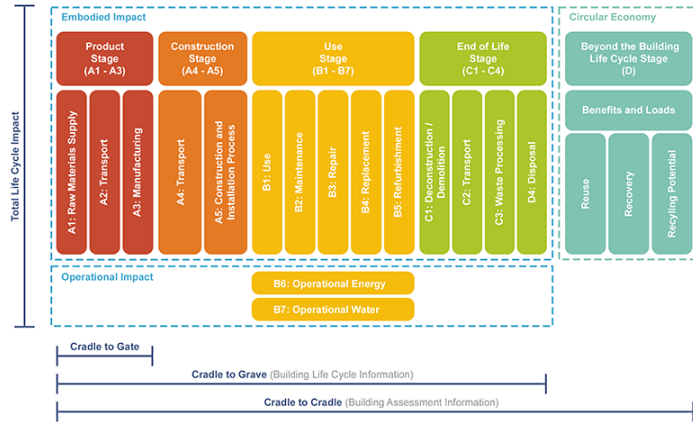 Embodied Impact
Circular Economy
Product
Stage
(A1 - A3)
Construction
Stage
(A4 - A5)
Use
Stage
(B1 - B7)
End of Life
Stage
(C1 - C4)
Beyond the Building
Life Cycle Stage
(D)
Benefits and Loads
Total Life Cycle Impact
A1: Raw Materials Supply
A2: Transport
A3: Manufacturing
A4: Transport
A5: Construction and
Installation Process
B1: Use
B2: Maintenance
B3: Repair
B4: Replacement
B5: Refurbishment
C1: Deconstruction /
Demolition
C2: Transport
C3: Waste Processing
D4: Disposal
Reuse
Recovery
Recyling Potential
Operational Impact
B6: Operational Energy
B7: Operational Water
Cradle to Gate
Cradle to Grave (Building Life Cycle Information)
Cradle to Cradle (Building Assessment Information)